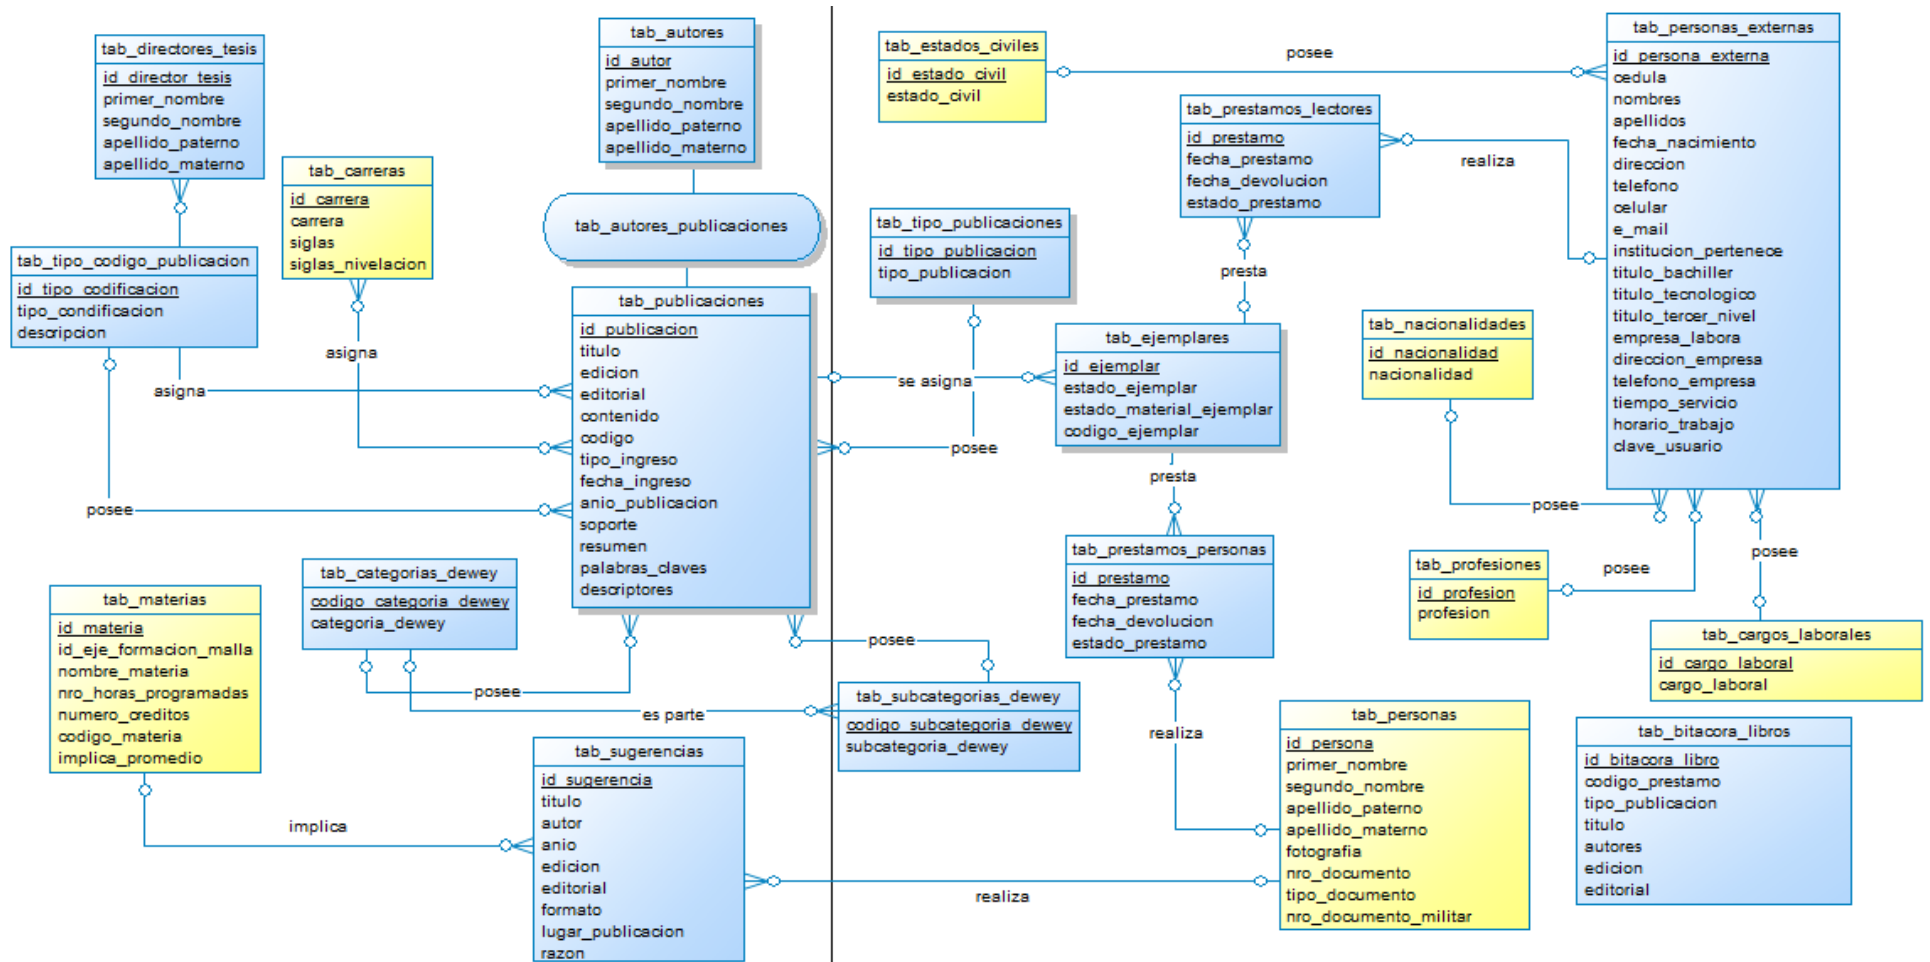 tab_directores_tesis
id_director_tesis
primer_nombre
segundo_nombre
apellido_paterno
apellido_materno
tab_carreras
id_carrera
carrera
siglas
siglas_nivelacion
tab_autores
id_autor
primer_nombre
segundo_nombre
apellido_paterno
apellido_materno
tab_autores_publicaciones
tab_tipo_codigo_publicacion
id_tipo_codificacion
tipo_condificacion
descripcion
asigna
asigna
posee
tab_publicaciones
id_publicacion
titulo
edicion
editorial
contenido
codigo
tipo_ingreso
fecha_ingreso
anio_publicacion
soporte
resumen
palabras_claves
descriptores
tab_categorias_dewey
codigo_categoria_dewey
categoria_dewey
posee
es parte
tab_materias
id_materia
id_eje_formacion_malla
nombre_materia
nro_horas_programadas
numero_creditos
codigo_materia
implica_promedio
implica
tab_sugerencias
id_sugerencia
titulo
autor
anio
edicion
editorial
formato
lugar_publicacion
razon
tab_estados_civiles
id_estado_civil
estado_civil
posee
tab_prestamos_lectores
id_prestamo
fecha_prestamo
fecha_devolucion
estado_prestamo
realiza
tab_tipo_publicaciones
id_tipo_publicacion
tipo_publicacion
presta
se asigna
posee
tab_ejemplares
id_ejemplar
estado_ejemplar
estado_material_ejemplar
codigo_ejemplar
presta
tab_prestamos_personas
id_prestamo
fecha_prestamo
fecha_devolucion
estado_prestamo
posee
tab_subcategorias_dewey
codigo_subcategoria_dewey
subcategoria_dewey
realiza
realiza
tab_personas
id_persona
primer_nombre
segundo_nombre
apellido_paterno
apellido_materno
fotografia
nro_documento
tipo_documento
nro_documento_militar
tab_personas_externas
id_persona_externa
cedula
nombres
apellidos
fecha_nacimiento
direccion
telefono
celular
e_mail
institucion_pertenece
titulo_bachiller
titulo_tecnologico
titulo_tercer_nivel
empresa_labora
direccion_empresa
telefono_empresa
tiempo_servicio
horario_trabajo
clave_usuario
tab_nacionalidades
id_nacionalidad
nacionalidad
posee
tab_profesiones
id_profesion
profesion
posee
posee
tab_cargos_laborales
id_cargo_laboral
cargo_laboral
tab_bitacora_libros
id_bitacora_libro
codigo_prestamo
tipo_publicacion
titulo
autores
edicion
editorial